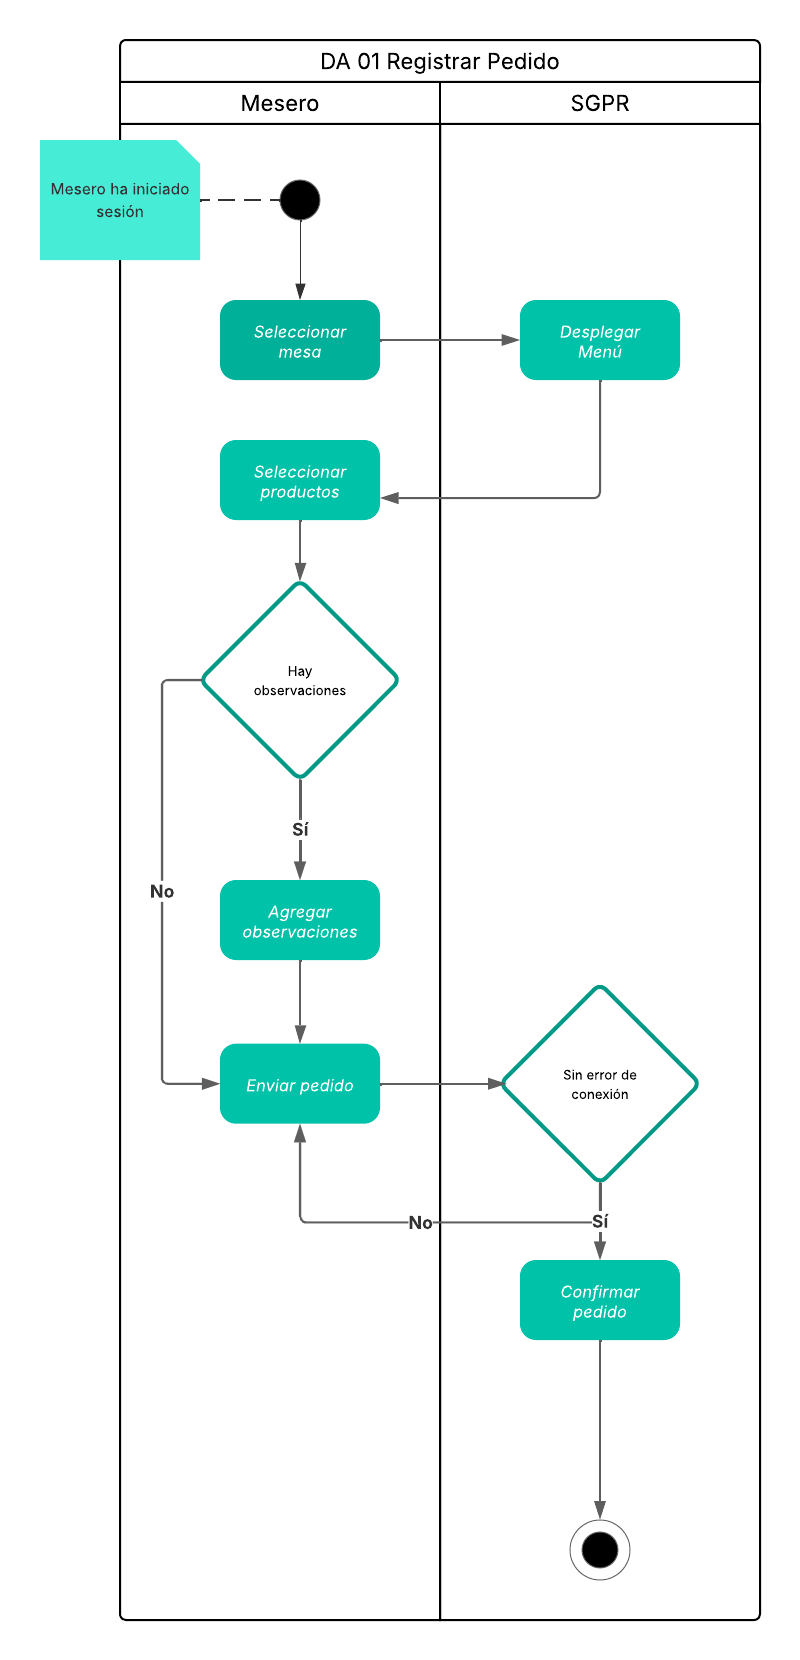 DA 01 Registrar Pedido
Mesero
SGPR
Mesero ha iniciado
sesión
Seleccionar
mesa
Desplegar
Menú
Seleccionar
productos
Hay
observaciones
Sí
No
Agregar
observaciones
Enviar pedido
Sin error de
conexión
No
Sí
Confirmar
pedido